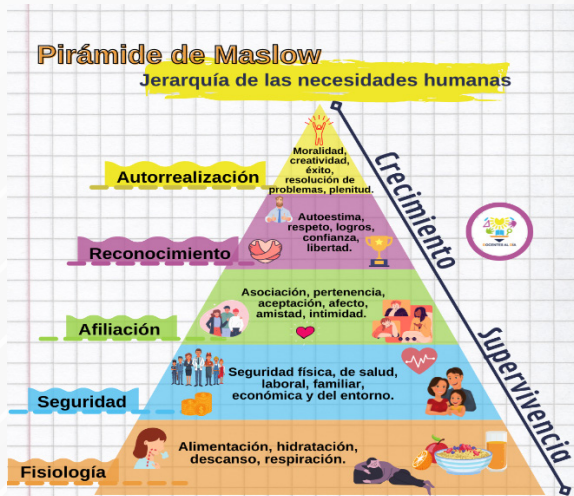 Pirámide de Maslow
Jerarquía de las necesidades humanas
Autorrealización
Moralidad,
creatividad,
éxito,
resolución de
problemas, plenitud.
Reconocimiento
Autoestima,
respeto, logros,
confianza,
libertad.
Afiliación
Asociación, pertenencia,
aceptación, afecto,
amistad, intimidad.
Seguridad
Seguridad física, de salud,
laboral, familiar,
económica y del entorno.
Fisiología
Alimentación, hidratación,
descanso, respiración.
Crecimiento
Supervivencia